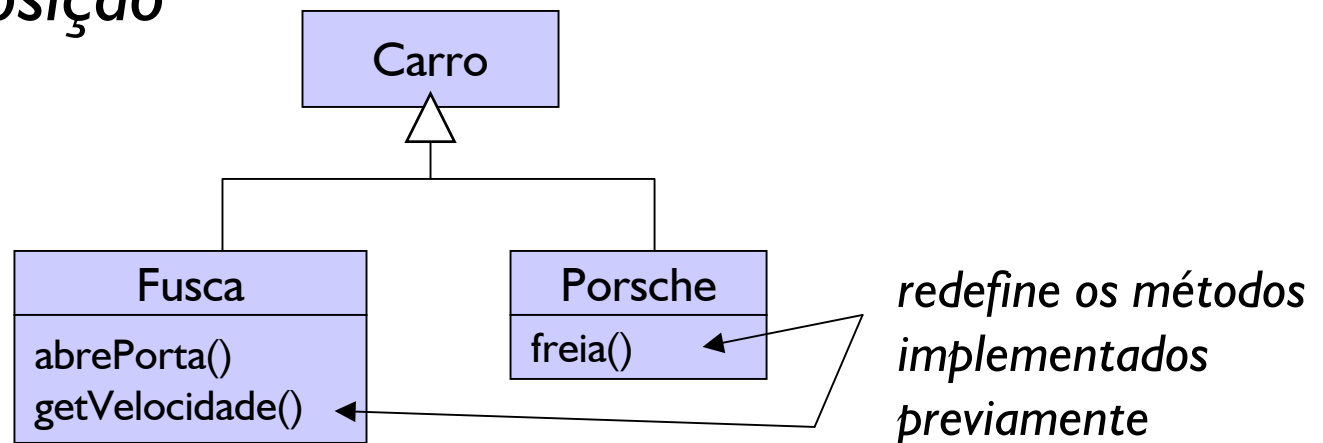 Carro
Fusca
abrePorta()
getVelocidade()
Porsche
freia()
redefine os métodos
implementados
previamente